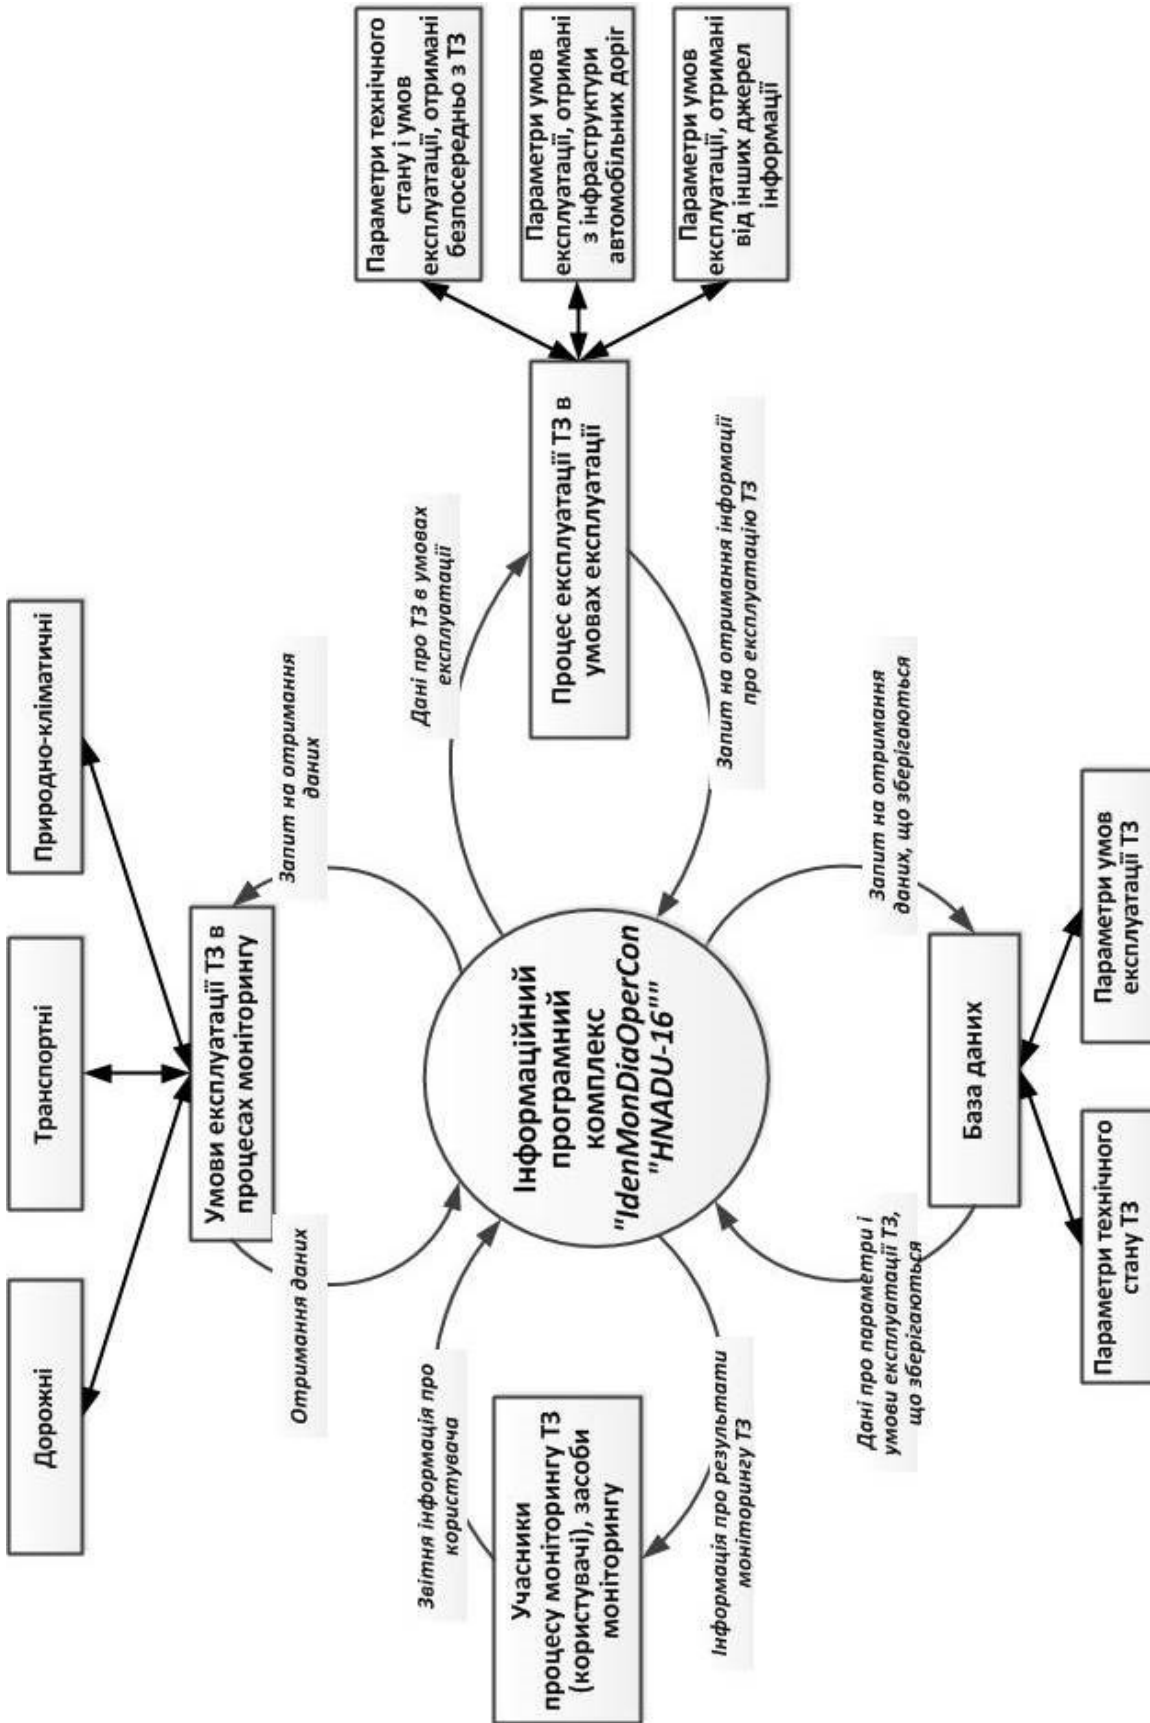 Дорожні
Транспортні
Природно-кліматичні
Умови експлуатації ТЗ в
процесах моніторингу
Отримання даних
Запит на отримання
даних
Звітня інформація про
користувача
Дані про ТЗ в умовах
експлуатації
Учасники
процесу моніторингу ТЗ
(користувачі), засоби
моніторингу
Інформаційний
програмний
комплекс
"IdenMonDiaOperCon
"HNADU-16""
Процес експлуатації ТЗ в
умовах експлуатації
Параметри технічного
стану і умов
експлуатації, отримані
безпосередньо з ТЗ
Параметри умов
експлуатації, отримані
з інфраструктури
автомобільних доріг
Параметри умов
експлуатації, отримані
від інших джерел
інформації
Інформація про результати
моніторингу ТЗ
Запит на отримання інформації
про експлуатацію ТЗ
Дані про параметри і
умови експлуатації ТЗ,
що зберігаються
Запит на отримання
даних, що зберігаються
База даних
Параметри технічного
стану ТЗ
Параметри умов
експлуатації ТЗ